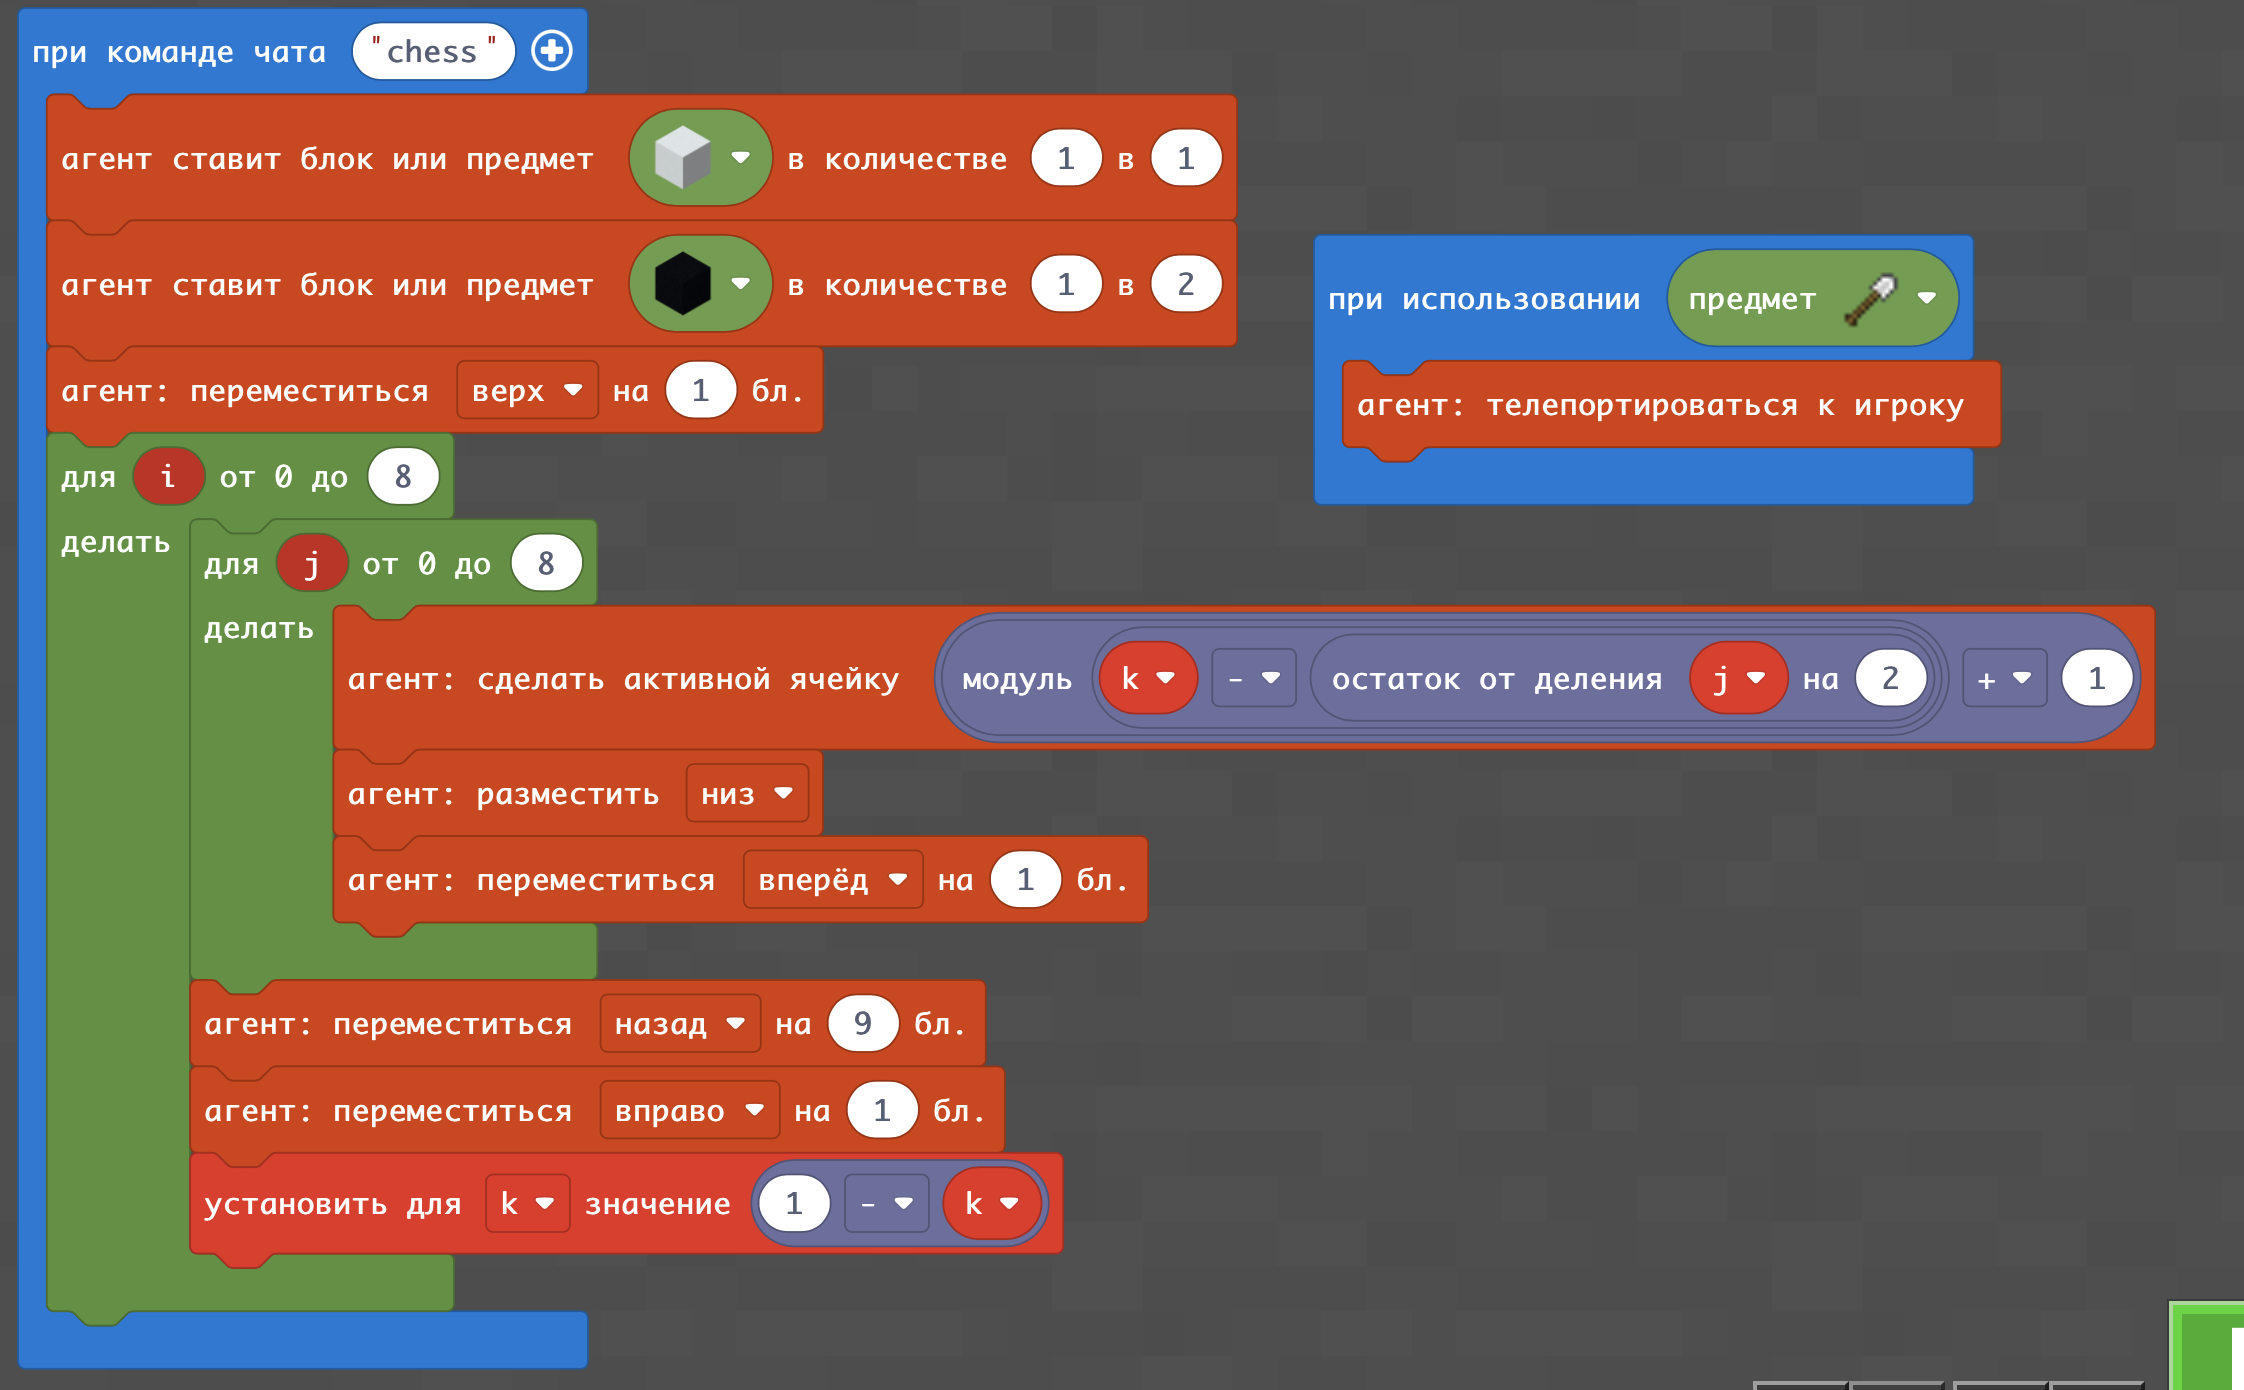 при команде чата "chess"
агент ставит блок или предмет в количестве 1 в 1
агент ставит блок или предмет в количестве 1 в 2
агент: переместиться верх на 1 бл.
при использовании предмет
агент: телепортироваться к игроку
для i от 0 до 8
делать
для j от 0 до 8
делать
агент: сделать активной ячейку модуль k - остаток от деления j на 2 + 1
агент: разместить низ
агент: переместиться вперёд на 1 бл.
агент: переместиться назад на 9 бл.
агент: переместиться вправо на 1 бл.
установить для k значение 1 - k